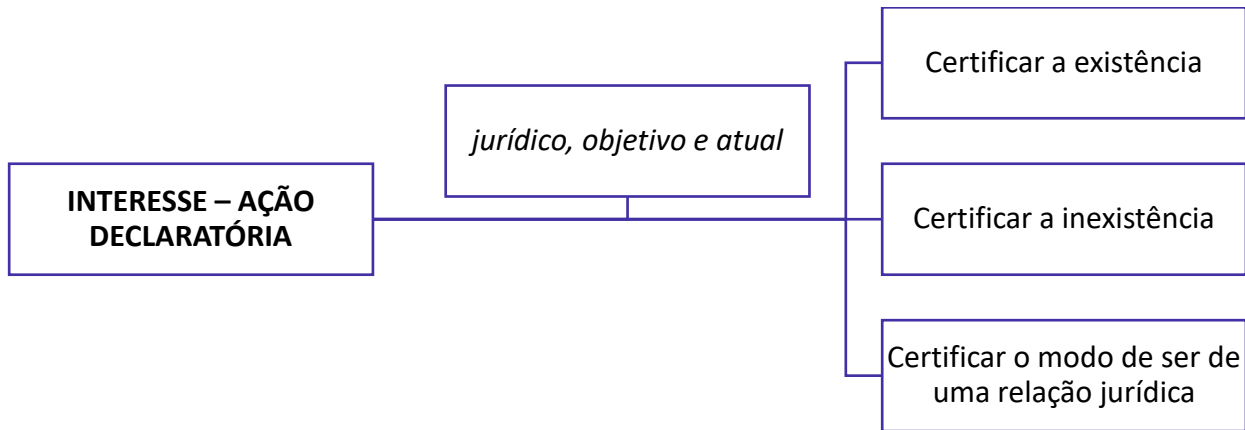 INTERESSE – AÇÃO
DECLARATÓRIA
jurídico, objetivo e atual
Certificar a existência
Certificar a inexistência
Certificar o modo de ser de
uma relação jurídica